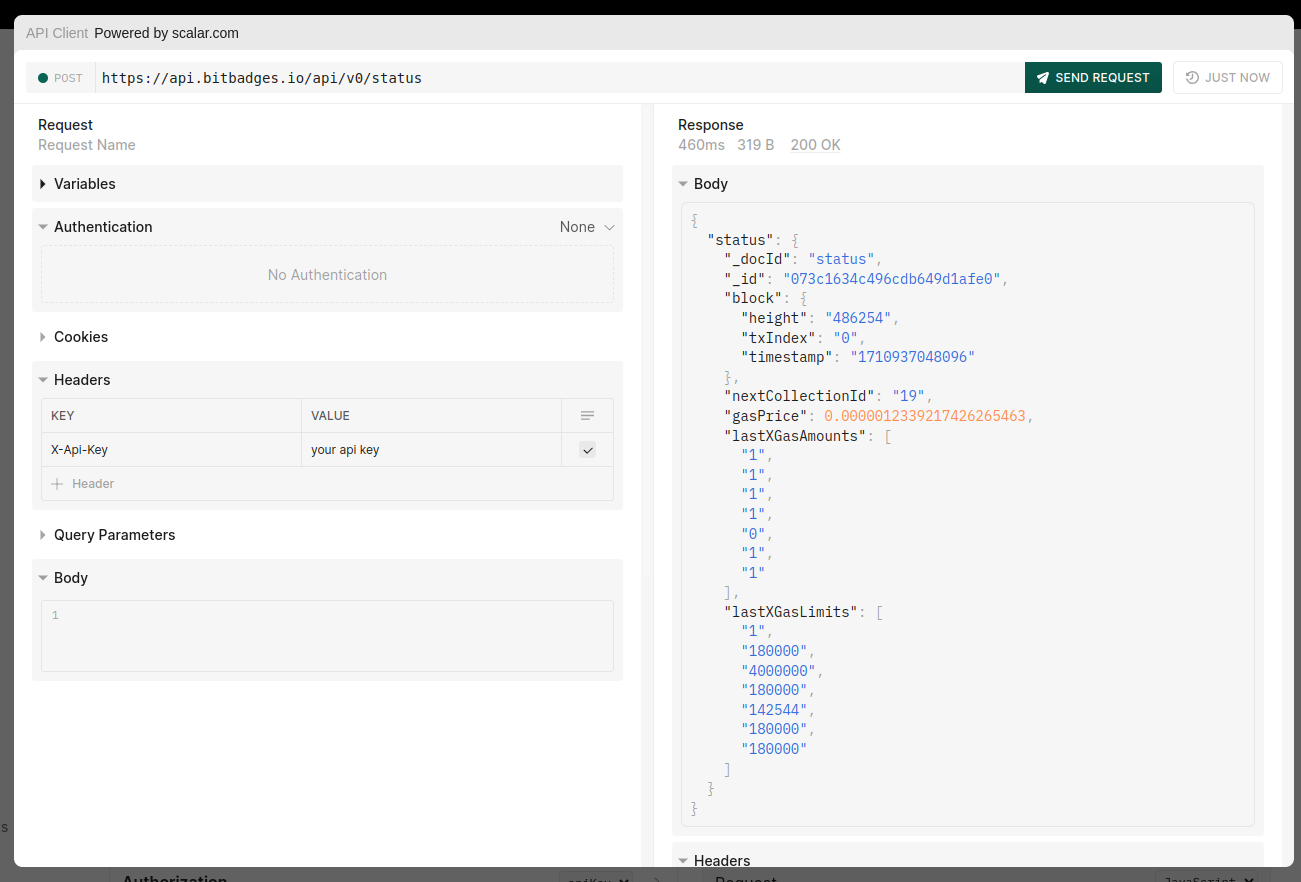 API Client Powered by scalar.com
POST https://api.bitbadges.io/api/v0/status SEND REQUEST JUST NOW
Request
Request Name
Variables
Authentication None
No Authentication
Cookies
Headers
KEY VALUE
X-Api-Key your api key
Header
Query Parameters
Body
1
Response
460ms 319 B 200 OK
Body
{
"status": {
"_docId": "status",
"_id": "073c1634c496cdb649d1afe0",
"block": {
"height": "486254",
"txIndex": "0",
"timestamp": "1710937048096"
},
"nextCollectionId": "19",
"gasPrice": 0.0000012339217426265463,
"lastXGasAmounts": [
"1",
"1",
"1",
"1",
"0",
"1",
"1"
],
"lastXGasLimits": [
"1",
"180000",
"4000000",
"180000",
"142544",
"180000",
"180000"
]
}
}
Headers
s
Authorization apiKey Request JavaScript